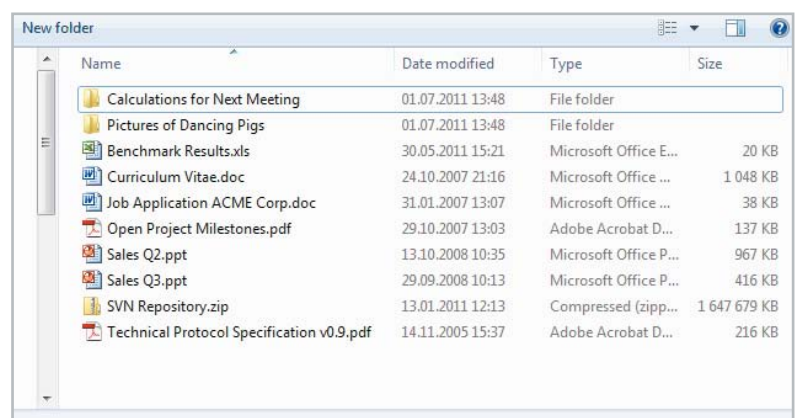 New folder
Name Date modified Type Size
Calculations for Next Meeting 01.07.2011 13:48 File folder
Pictures of Dancing Pigs 01.07.2011 13:48 File folder
Benchmark Results.xls 30.05.2011 15:21 Microsoft Office E... 20 KB
Curriculum Vitae.doc 24.10.2007 21:16 Microsoft Office ... 1 048 KB
Job Application ACME Corp.doc 31.01.2007 13:07 Microsoft Office ... 38 KB
Open Project Milestones.pdf 29.10.2007 13:03 Adobe Acrobat D... 137 KB
Sales Q2.ppt 13.10.2008 10:35 Microsoft Office P... 967 KB
Sales Q3.ppt 29.09.2008 10:13 Microsoft Office P... 416 KB
SVN Repository.zip 13.01.2011 12:13 Compressed (zipp... 1 647 679 KB
Technical Protocol Specification v0.9.pdf 14.11.2005 15:37 Adobe Acrobat D... 216 KB